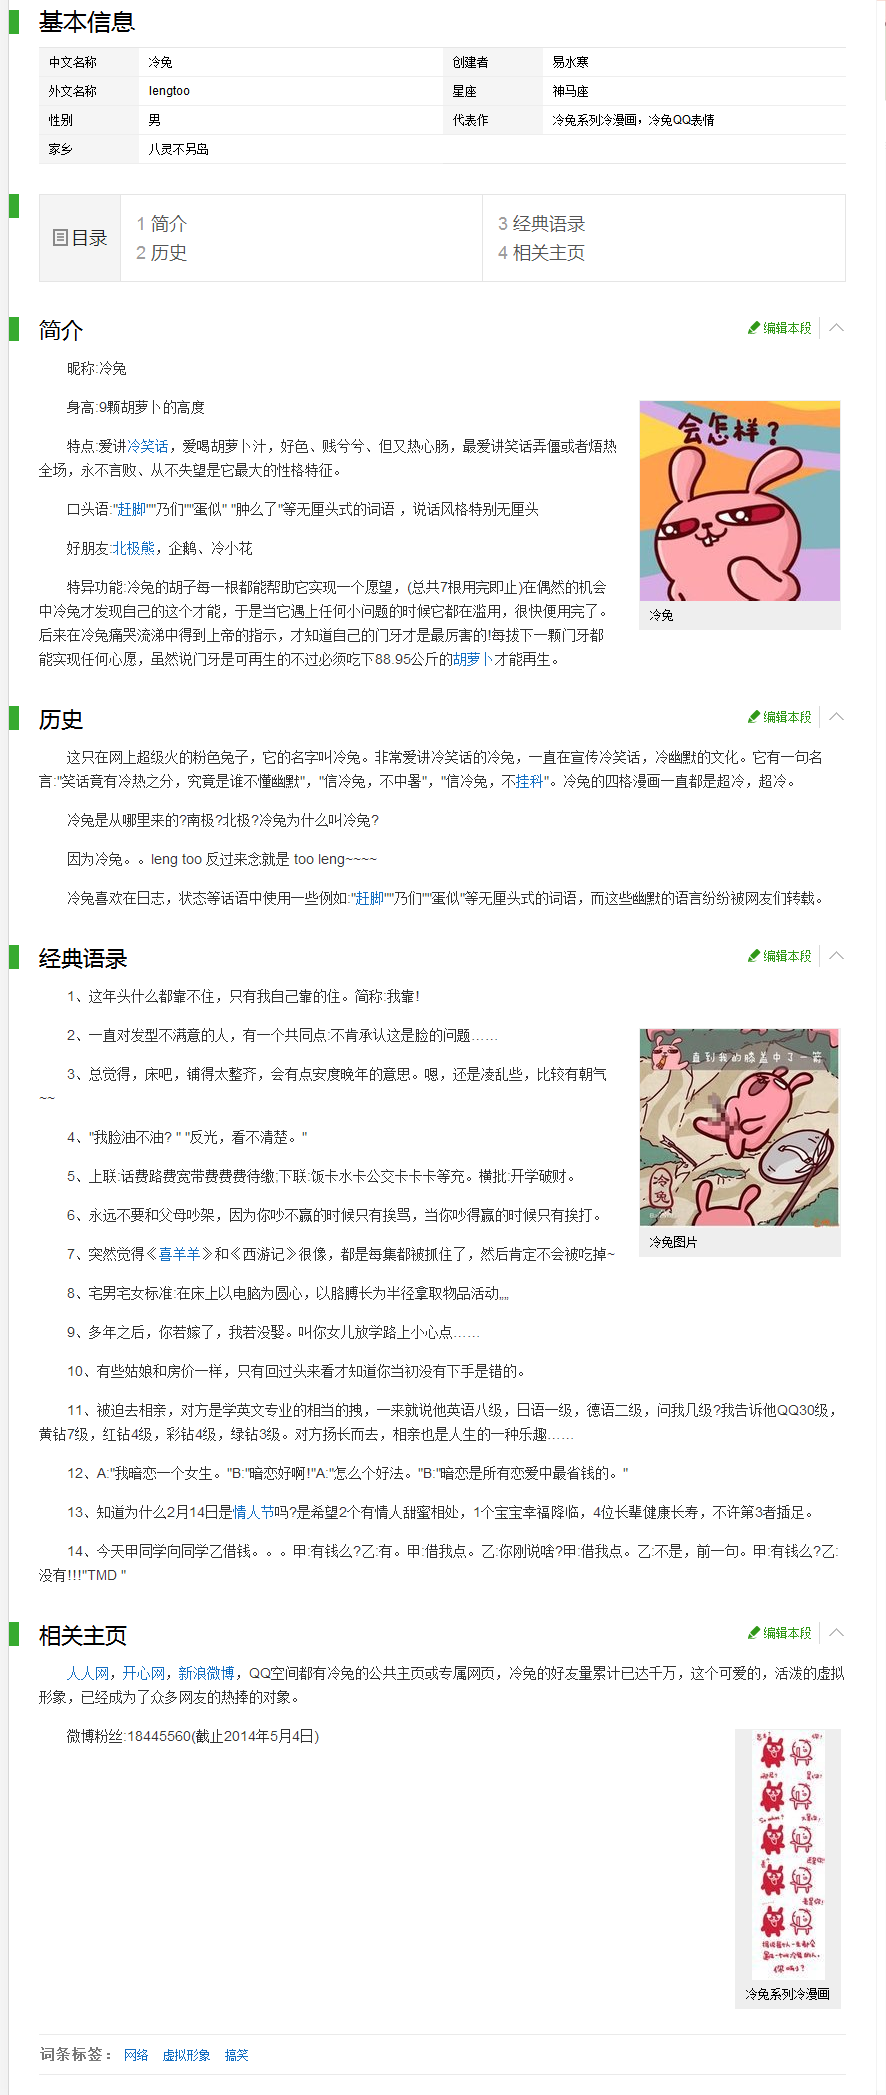 基本信息
中文名称 冷兔 创建者 易水寒
外文名称 lengtoo 星座 神马座
性别 男 代表作 冷兔系列冷漫画，冷兔QQ表情
家乡 八灵不另岛
目录
1 简介
2 历史
3 经典语录
4 相关主页
简介
编辑本段
昵称:冷兔
身高:9颗胡萝卜的高度
特点:爱讲冷笑话，爱喝胡萝卜汁，好色、贱兮兮、但又热心肠，最爱讲笑话弄僵或者焐热
全场，永不言败、从不失望是它最大的性格特征。
口头语:"赶脚""乃们""蛋似" "肿么了"等无厘头式的词语 ，说话风格特别无厘头
好朋友:北极熊，企鹅、冷小花
特异功能:冷兔的胡子每一根都能帮助它实现一个愿望，(总共7根用完即止)在偶然的机会
中冷兔才发现自己的这个才能，于是当它遇上任何小问题的时候它都在滥用，很快便用完了。
后来在冷兔痛哭流涕中得到上帝的指示，才知道自己的门牙才是最厉害的!每拔下一颗门牙都
能实现任何心愿，虽然说门牙是可再生的不过必须吃下88.95公斤的胡萝卜才能再生。
会怎样？
冷兔
历史
编辑本段
这只在网上超级火的粉色兔子，它的名字叫冷兔。非常爱讲冷笑话的冷兔，一直在宣传冷笑话，冷幽默的文化。它有一句名
言:"笑话竟有冷热之分，究竟是谁不懂幽默"，"信冷兔，不中暑"，"信冷兔，不挂科"。冷兔的四格漫画一直都是超冷，超冷。
冷兔是从哪里来的?南极?北极?冷兔为什么叫冷兔?
因为冷兔。。leng too 反过来念就是 too leng~~~~
冷兔喜欢在日志，状态等话语中使用一些例如:"赶脚""乃们""蛋似"等无厘头式的词语，而这些幽默的语言纷纷被网友们转载。
经典语录
编辑本段
1、这年头什么都靠不住，只有我自己靠的住。简称:我靠!
2、一直对发型不满意的人，有一个共同点:不肯承认这是脸的问题……
3、总觉得，床吧，铺得太整齐，会有点安度晚年的意思。嗯，还是凌乱些，比较有朝气
~~
4、"我脸油不油? " "反光，看不清楚。"
5、上联:话费路费宽带费费费待缴;下联:饭卡水卡公交卡卡卡等充。横批:开学破财。
6、永远不要和父母吵架，因为你吵不赢的时候只有挨骂，当你吵得赢的时候只有挨打。
7、突然觉得《喜羊羊》和《西游记》很像，都是每集都被抓住了，然后肯定不会被吃掉~
8、宅男宅女标准:在床上以电脑为圆心，以胳膊长为半径拿取物品活动,,,,
9、多年之后，你若嫁了，我若没娶。叫你女儿放学路上小心点……
10、有些姑娘和房价一样，只有回过头来看才知道你当初没有下手是错的。
11、被迫去相亲，对方是学英文专业的相当的拽，一来就说他英语八级，日语一级，德语二级，问我几级?我告诉他QQ30级，
黄钻7级，红钻4级，彩钻4级，绿钻3级。对方扬长而去，相亲也是人生的一种乐趣……
12、A:"我暗恋一个女生。"B:"暗恋好啊!"A:"怎么个好法。"B:"暗恋是所有恋爱中最省钱的。"
13、知道为什么2月14日是情人节吗?是希望2个有情人甜蜜相处，1个宝宝幸福降临，4位长辈健康长寿，不许第3者插足。
14、今天甲同学向同学乙借钱。。。甲:有钱么?乙:有。甲:借我点。乙:你刚说啥?甲:借我点。乙:不是，前一句。甲:有钱么?乙:
没有!!!"TMD "
直到我的膝盖中了一箭
冷兔
冷兔图片
相关主页
编辑本段
人人网，开心网，新浪微博，QQ空间都有冷兔的公共主页或专属网页，冷兔的好友量累计已达千万，这个可爱的，活泼的虚拟
形象，已经成为了众多网友的热捧的对象。
微博粉丝:18445560(截止2014年5月4日)
冷兔系列冷漫画
词条标签： 网络 虚拟形象 搞笑